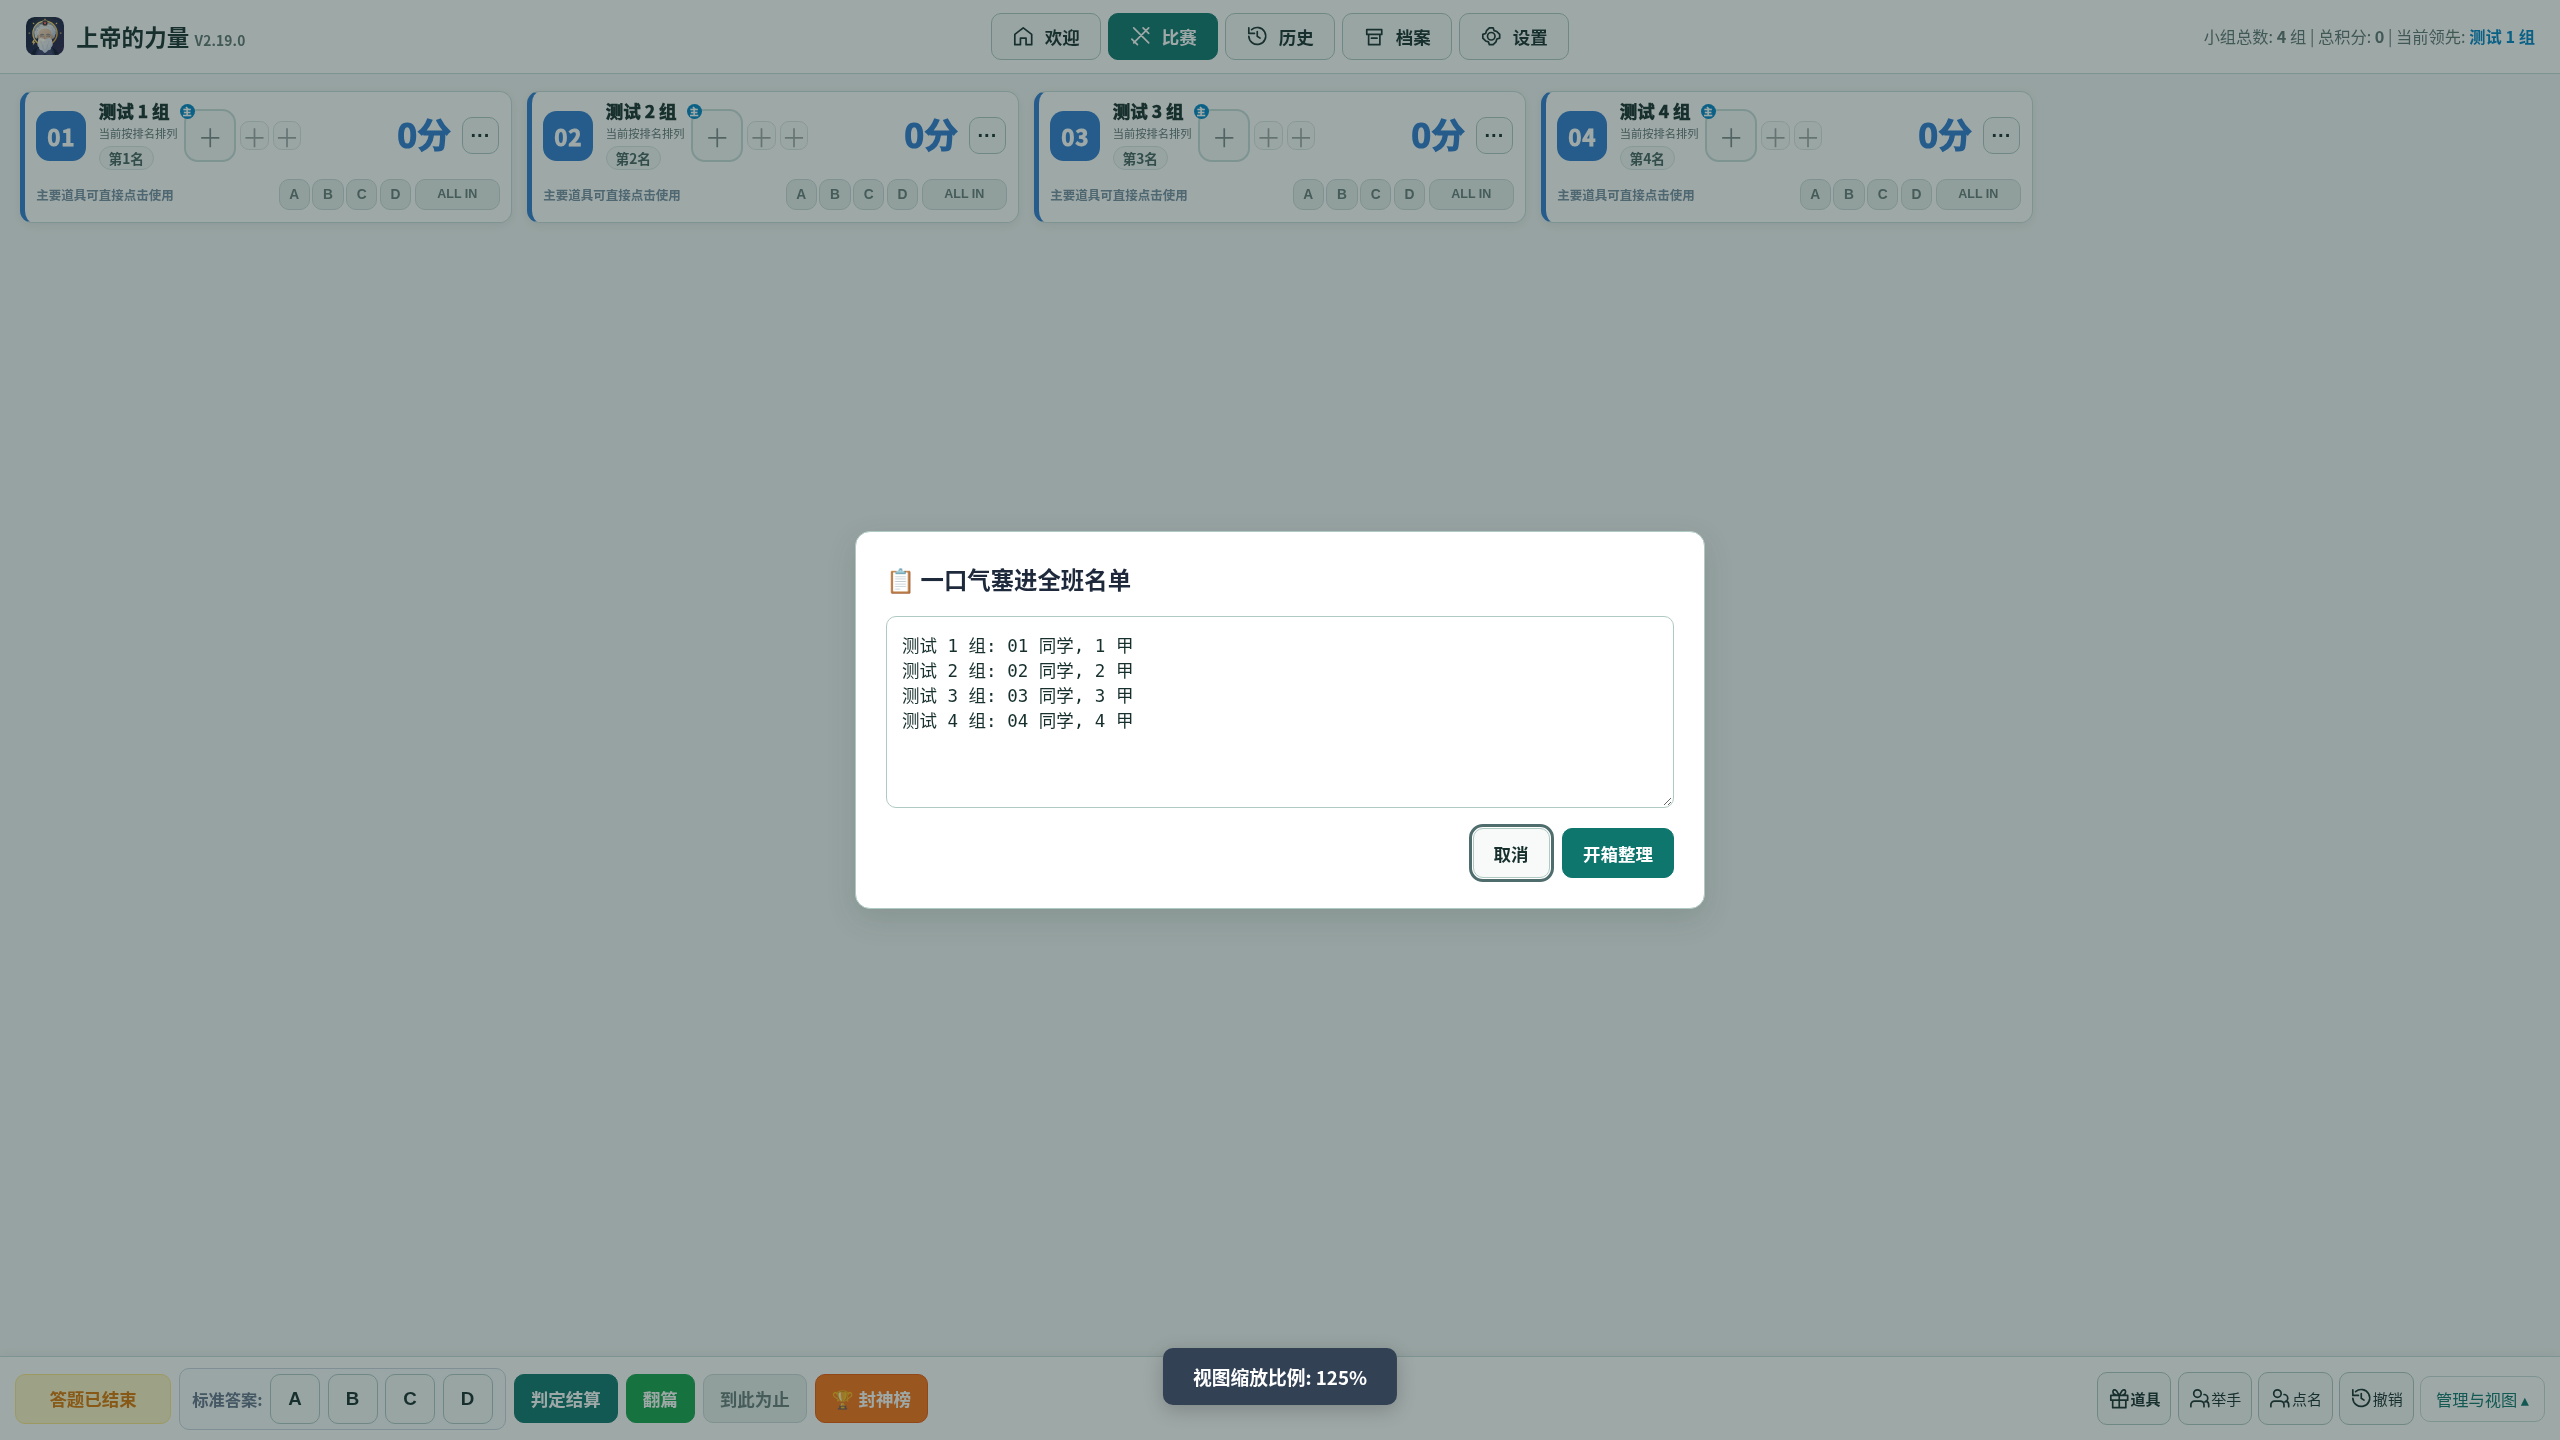 上帝的力量 V2.19.0
欢迎
比赛
历史
档案
设置
小组总数: 4 组 | 总积分: 0 | 当前领先: 测试 1 组
01
测试 1 组
主
当前按排名排列
第1名
0分
...
主要道具可直接点击使用
A B C D ALL IN
02
测试 2 组
主
当前按排名排列
第2名
0分
...
主要道具可直接点击使用
A B C D ALL IN
03
测试 3 组
主
当前按排名排列
第3名
0分
...
主要道具可直接点击使用
A B C D ALL IN
04
测试 4 组
主
当前按排名排列
第4名
0分
...
主要道具可直接点击使用
A B C D ALL IN
📋 一口气塞进全班名单
测试 1 组: 01 同学, 1 甲
测试 2 组: 02 同学, 2 甲
测试 3 组: 03 同学, 3 甲
测试 4 组: 04 同学, 4 甲
取消
开箱整理
视图缩放比例: 125%
答题已结束
标准答案: A B C D
判定结算
翻篇
到此为止
🏆 封神榜
道具
举手
点名
撤销
管理与视图 ▴